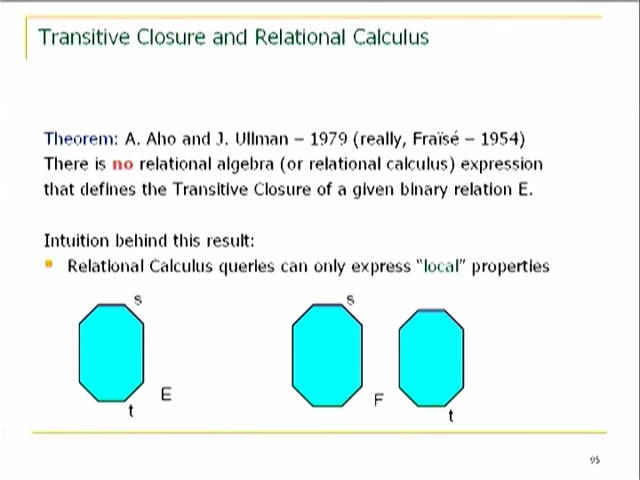 Transitive Closure and Relational Calculus
Theorem: A. Aho and J. Ullman – 1979 (really, Fraïsé – 1954)
There is no relational algebra (or relational calculus) expression
that defines the Transitive Closure of a given binary relation E.
Intuition behind this result:
Relational Calculus queries can only express "local" properties
s
s
E
F
t
t
95